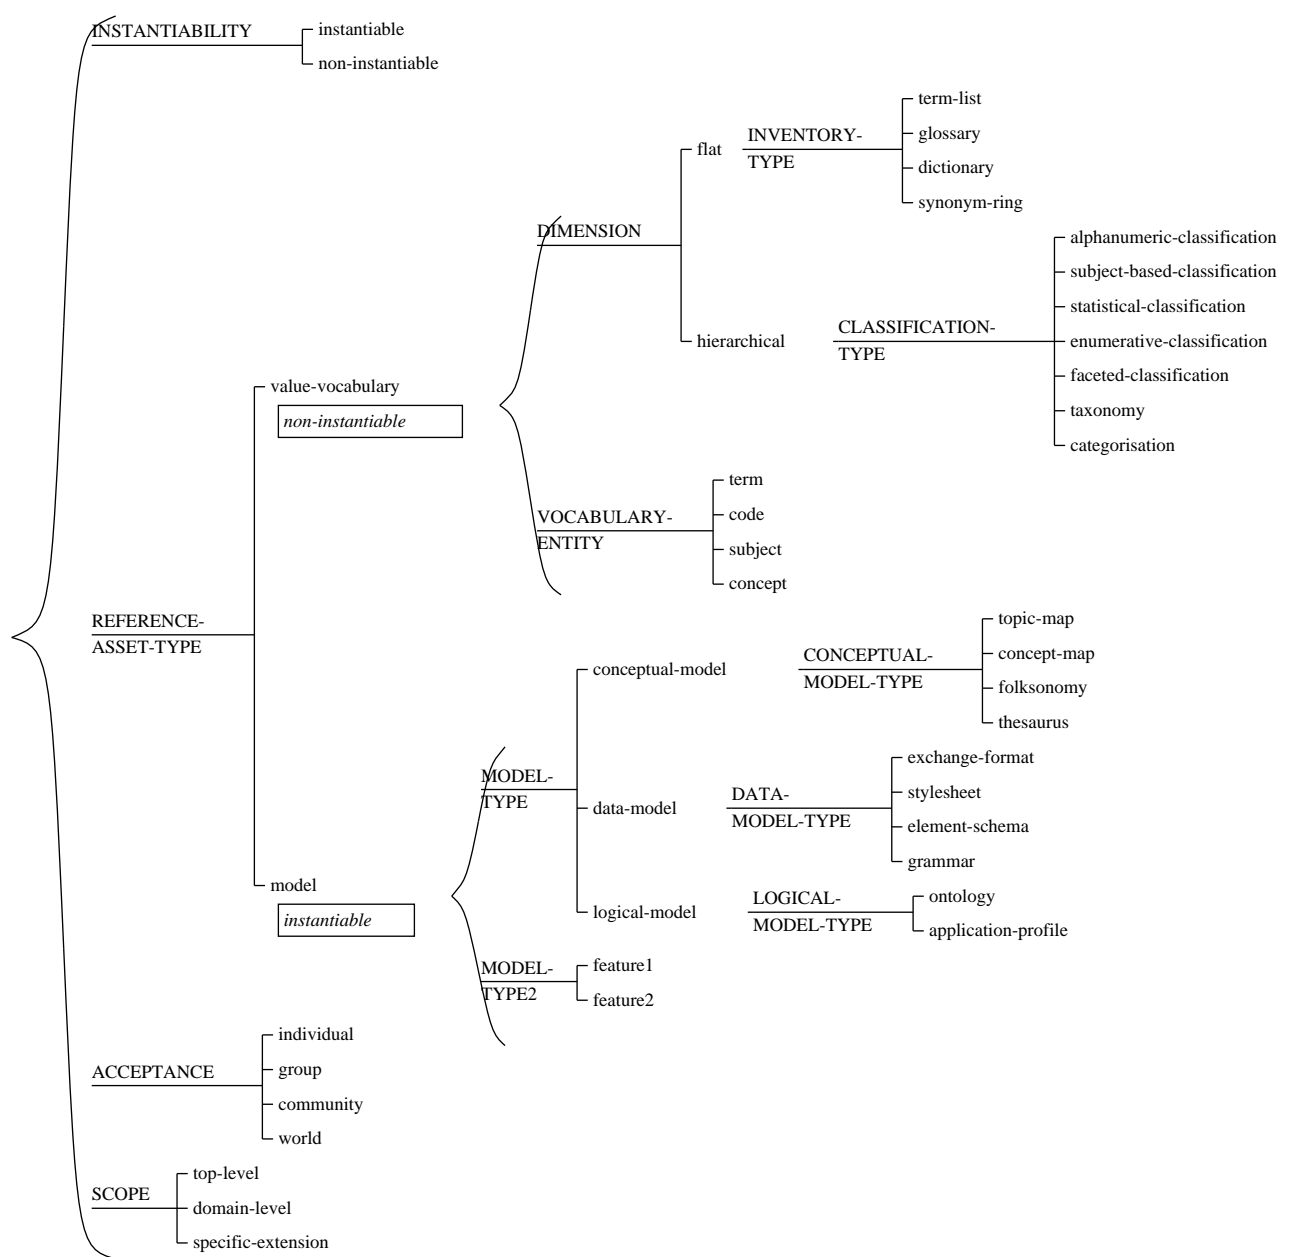 INSTANTIABILITY
instantiable
non-instantiable
REFERENCE-
ASSET-TYPE
value-vocabulary
non-instantiable
DIMENSION
flat
INVENTORY-
TYPE
term-list
glossary
dictionary
synonym-ring
hierarchical
CLASSIFICATION-
TYPE
alphanumeric-classification
subject-based-classification
statistical-classification
enumerative-classification
faceted-classification
taxonomy
categorisation
VOCABULARY-
ENTITY
term
code
subject
concept
model
instantiable
MODEL-
TYPE
conceptual-model
CONCEPTUAL-
MODEL-TYPE
topic-map
concept-map
folksonomy
thesaurus
data-model
DATA-
MODEL-TYPE
exchange-format
stylesheet
element-schema
grammar
logical-model
LOGICAL-
MODEL-TYPE
ontology
application-profile
MODEL-
TYPE2
feature1
feature2
ACCEPTANCE
individual
group
community
world
SCOPE
top-level
domain-level
specific-extension